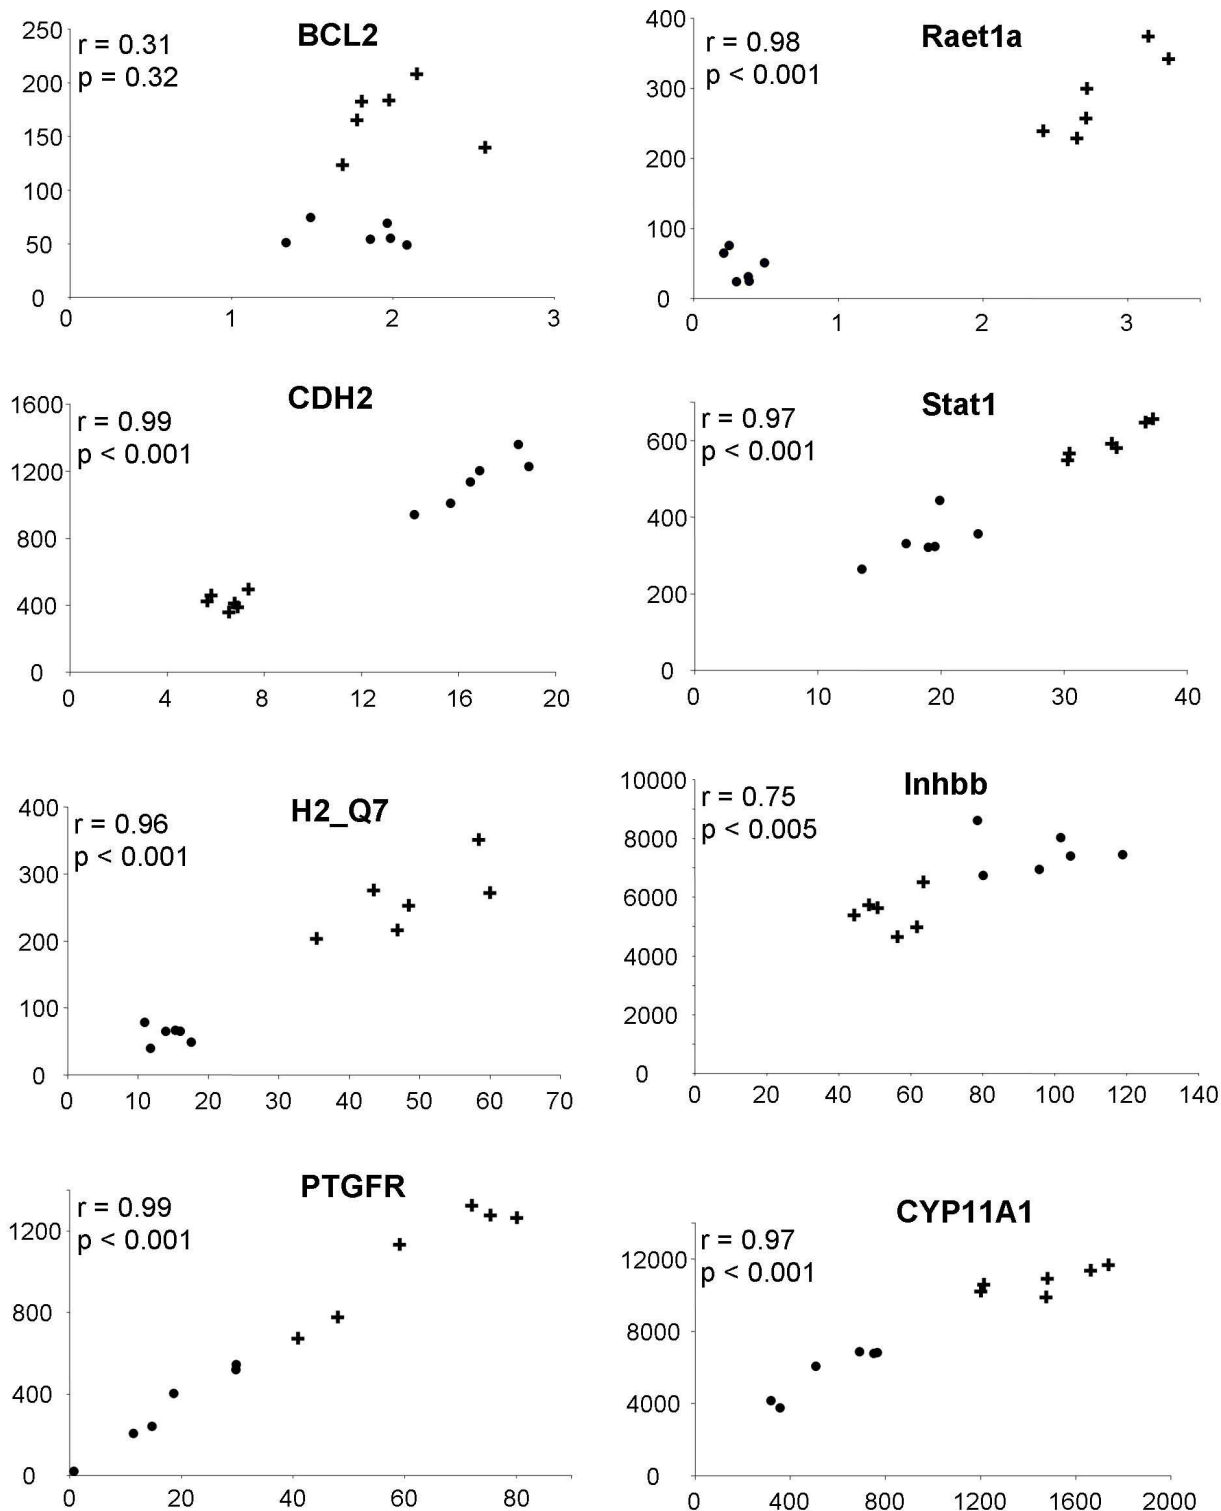 BCL2
r = 0.31
p = 0.32
250
200
150
100
50
0
0 1 2 3
Raet1a
r = 0.98
p < 0.001
400
300
200
100
0
0 1 2 3
CDH2
r = 0.99
p < 0.001
1600
1200
800
400
0
0 4 8 12 16 20
Stat1
r = 0.97
p < 0.001
600
400
200
0
0 10 20 30 40
H2_Q7
r = 0.96
p < 0.001
400
300
200
100
0
0 10 20 30 40 50 60 70
Inhbb
r = 0.75
p < 0.005
10000
8000
6000
4000
2000
0
0 20 40 60 80 100 120 140
PTGFR
r = 0.99
p < 0.001
1200
800
400
0
0 20 40 60 80
CYP11A1
r = 0.97
p < 0.001
12000
8000
4000
0
0 400 800 1200 1600 2000